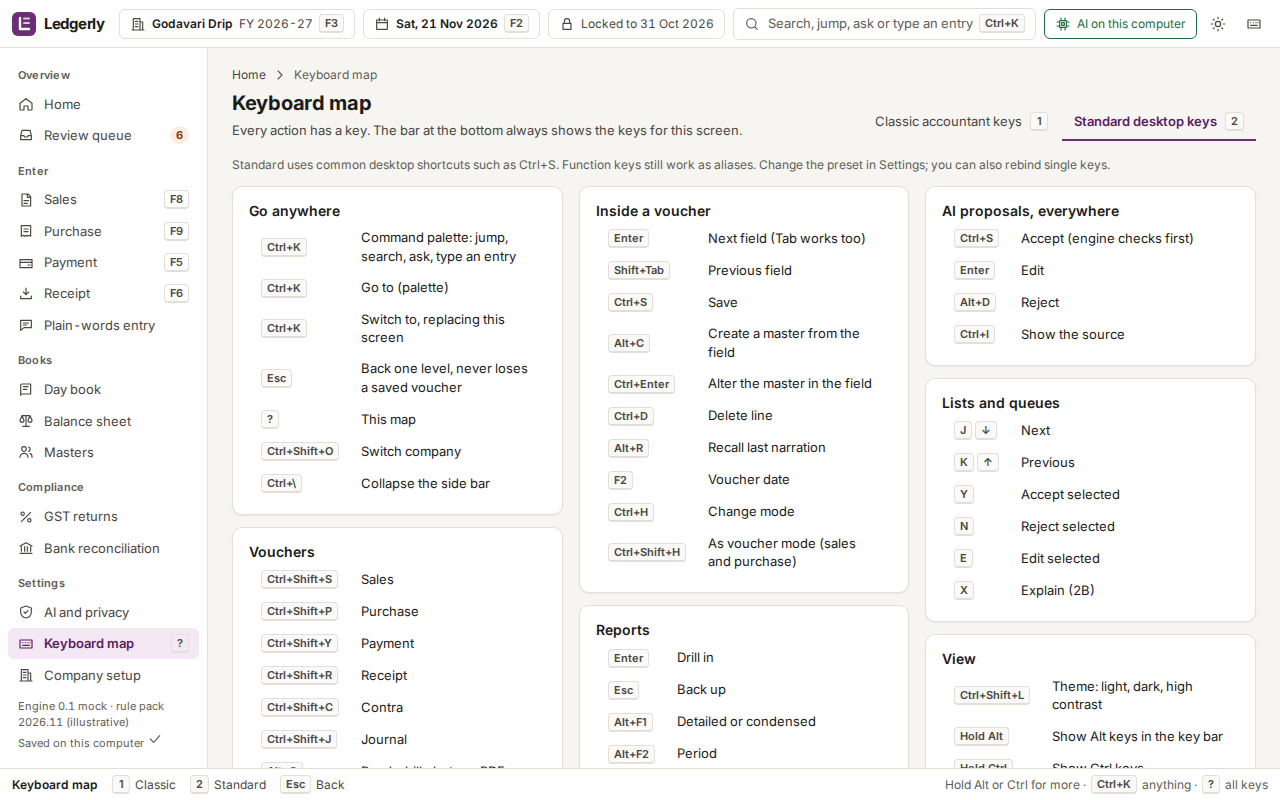 Ledgerly
Godavari Drip FY 2026-27 F3
Sat, 21 Nov 2026 F2
Locked to 31 Oct 2026
Search, jump, ask or type an entry Ctrl+K
AI on this computer
Overview
Home
Review queue 6
Enter
Sales F8
Purchase F9
Payment F5
Receipt F6
Plain-words entry
Books
Day book
Balance sheet
Masters
Compliance
GST returns
Bank reconciliation
Settings
AI and privacy
Keyboard map ?
Company setup
Engine 0.1 mock · rule pack
2026.11 (illustrative)
Saved on this computer
Home > Keyboard map
Keyboard map
Every action has a key. The bar at the bottom always shows the keys for this screen.
Classic accountant keys 1
Standard desktop keys 2
Standard uses common desktop shortcuts such as Ctrl+S. Function keys still work as aliases. Change the preset in Settings; you can also rebind single keys.
Go anywhere
Ctrl+K Command palette: jump,
search, ask, type an entry
Ctrl+K Go to (palette)
Ctrl+K Switch to, replacing this
screen
Esc Back one level, never loses
a saved voucher
? This map
Ctrl+Shift+O Switch company
Ctrl+\ Collapse the side bar
Vouchers
Ctrl+Shift+S Sales
Ctrl+Shift+P Purchase
Ctrl+Shift+Y Payment
Ctrl+Shift+R Receipt
Ctrl+Shift+C Contra
Ctrl+Shift+J Journal
Inside a voucher
Enter Next field (Tab works too)
Shift+Tab Previous field
Ctrl+S Save
Alt+C Create a master from the
field
Ctrl+Enter Alter the master in the field
Ctrl+D Delete line
Alt+R Recall last narration
F2 Voucher date
Ctrl+H Change mode
Ctrl+Shift+H As voucher mode (sales
and purchase)
Reports
Enter Drill in
Esc Back up
Alt+F1 Detailed or condensed
Alt+F2 Period
AI proposals, everywhere
Ctrl+S Accept (engine checks first)
Enter Edit
Alt+D Reject
Ctrl+I Show the source
Lists and queues
J ↓ Next
K ↑ Previous
Y Accept selected
N Reject selected
E Edit selected
X Explain (2B)
View
Ctrl+Shift+L Theme: light, dark, high
contrast
Hold Alt Show Alt keys in the key bar
Hold Ctrl Show Ctrl keys
Keyboard map 1 Classic 2 Standard Esc Back
Hold Alt or Ctrl for more · Ctrl+K anything · ? all keys